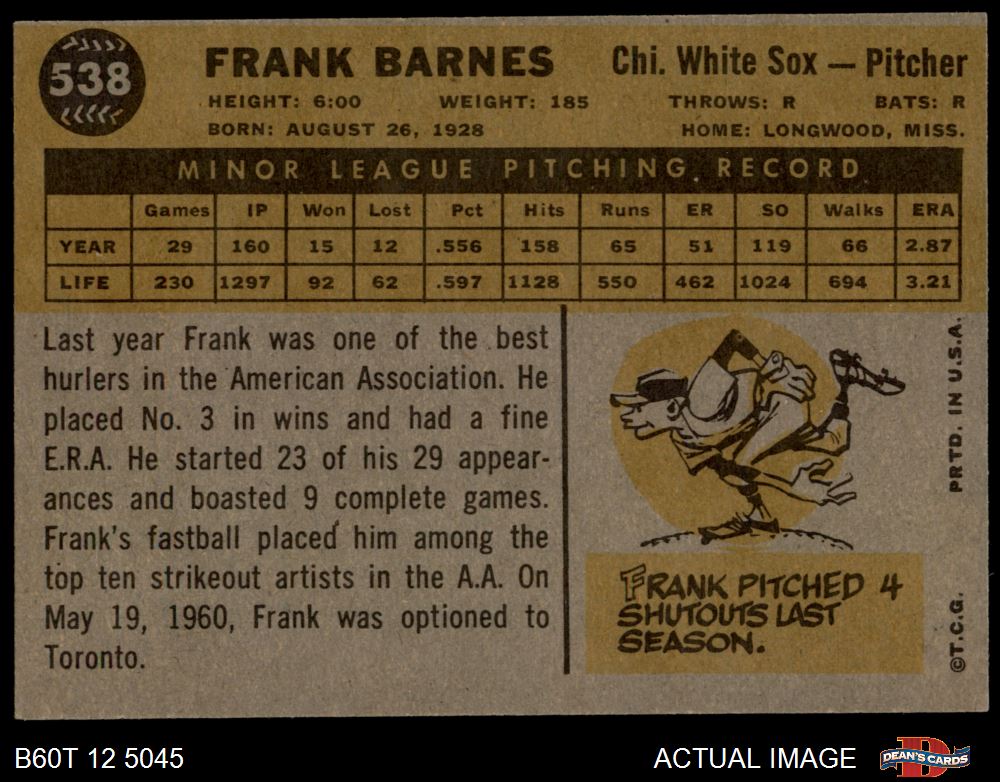 538
FRANK BARNES
Chi. White Sox — Pitcher
HEIGHT: 6:00 WEIGHT: 185 THROWS: R BATS: R
BORN: AUGUST 26, 1928 HOME: LONGWOOD, MISS.
MINOR LEAGUE PITCHING RECORD
Games IP Won Lost Pct Hits Runs ER SO Walks ERA
YEAR 29 160 15 12 .556 158 65 51 119 66 2.87
LIFE 230 1297 92 62 .597 1128 550 462 1024 694 3.21
Last year Frank was one of the best
hurlers in the American Association. He
placed No. 3 in wins and had a fine
E.R.A. He started 23 of his 29 appear-
ances and boasted 9 complete games.
Frank's fastball placed him among the
top ten strikeout artists in the A.A. On
May 19, 1960, Frank was optioned to
Toronto.
FRANK PITCHED 4
SHUTOUTS LAST
SEASON.
PRTD. IN U.S.A.
©T.C.G.
B60T 12 5045
ACTUAL IMAGE
DEAN'S CARDS